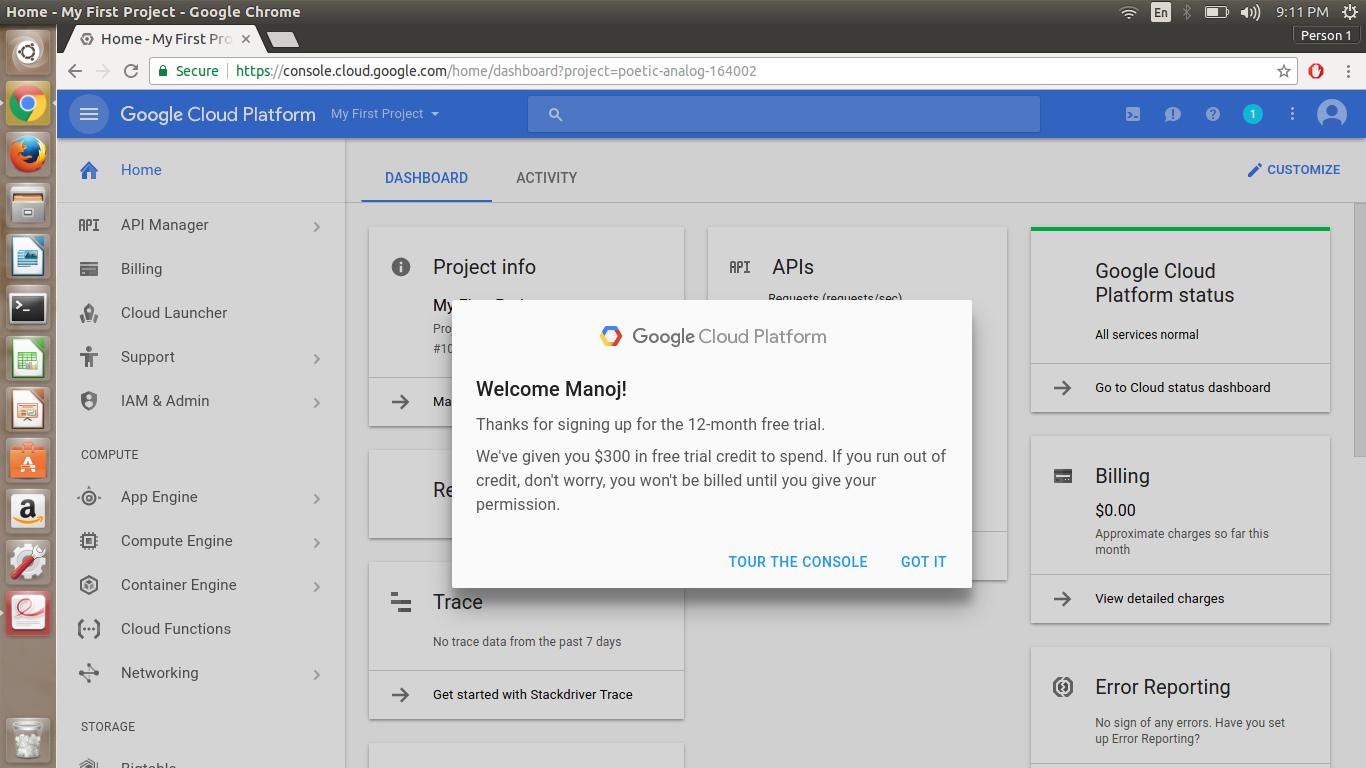 Home - My First Project - Google Chrome
En
9:11 PM
Home - My First Pro
Person 1
Secure
https://console.cloud.google.com/home/dashboard?project=poetic-analog-164002
Google Cloud Platform
My First Project
1
Home
DASHBOARD
ACTIVITY
CUSTOMIZE
API
API Manager
Billing
Cloud Launcher
Support
IAM & Admin
COMPUTE
App Engine
Compute Engine
Container Engine
Cloud Functions
Networking
STORAGE
Bigtable
Project info
My First
Pro
#10
Ma
Re
Trace
No trace data from the past 7 days
Get started with Stackdriver Trace
API
APIs
Requests (requests/sec)
Google Cloud Platform
Welcome Manoj!
Thanks for signing up for the 12-month free trial.
We've given you $300 in free trial credit to spend. If you run out of
credit, don't worry, you won't be billed until you give your
permission.
TOUR THE CONSOLE
GOT IT
Google Cloud
Platform status
All services normal
Go to Cloud status dashboard
Billing
$0.00
Approximate charges so far this
month
View detailed charges
Error Reporting
No sign of any errors. Have you set
up Error Reporting?